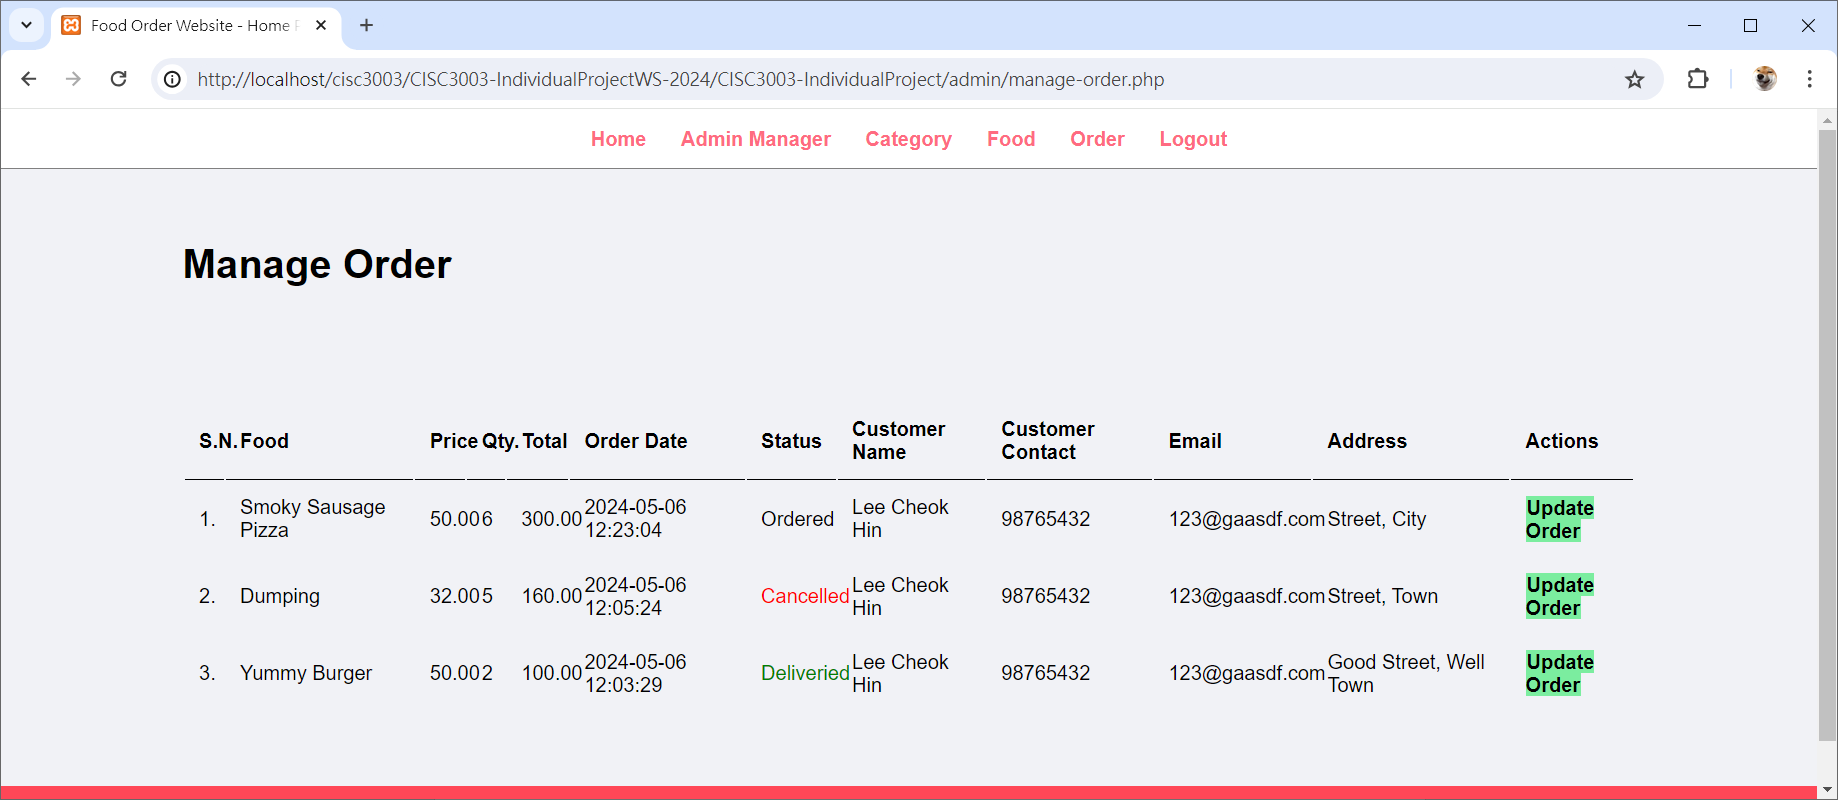 Food Order Website - Home
http://localhost/cisc3003/CISC3003-IndividualProjectWS-2024/CISC3003-IndividualProject/admin/manage-order.php
Home Admin Manager Category Food Order Logout
Manage Order
S.N. Food Price Qty. Total Order Date Status Customer Name Customer Contact Email Address Actions
1. Smoky Sausage Pizza 50.00 6 300.00 2024-05-06 12:23:04 Ordered Lee Cheok Hin 98765432 123@gaasdf.com Street, City Update Order
2. Dumping 32.00 5 160.00 2024-05-06 12:05:24 Cancelled Lee Cheok Hin 98765432 123@gaasdf.com Street, Town Update Order
3. Yummy Burger 50.00 2 100.00 2024-05-06 12:03:29 Deliveried Lee Cheok Hin 98765432 123@gaasdf.com Good Street, Well Town Update Order